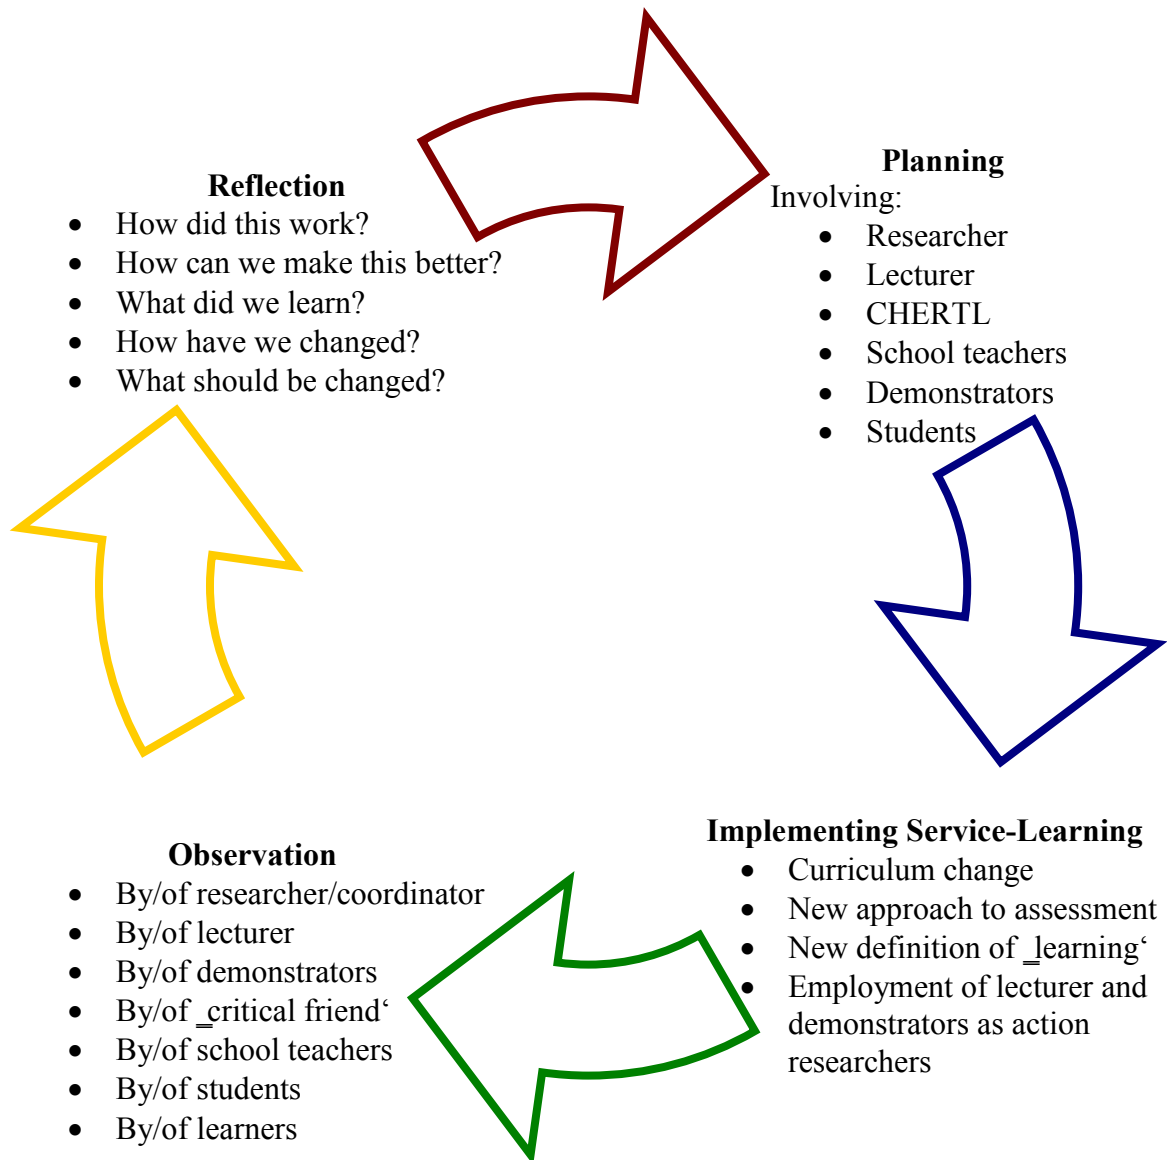 Reflection
• How did this work?
• How can we make this better?
• What did we learn?
• How have we changed?
• What should be changed?
Planning
Involving:
• Researcher
• Lecturer
• CHERTL
• School teachers
• Demonstrators
• Students
Implementing Service-Learning
• Curriculum change
• New approach to assessment
• New definition of ‗learning‘
• Employment of lecturer and
demonstrators as action
researchers
Observation
• By/of researcher/coordinator
• By/of lecturer
• By/of demonstrators
• By/of ‗critical friend‘
• By/of school teachers
• By/of students
• By/of learners